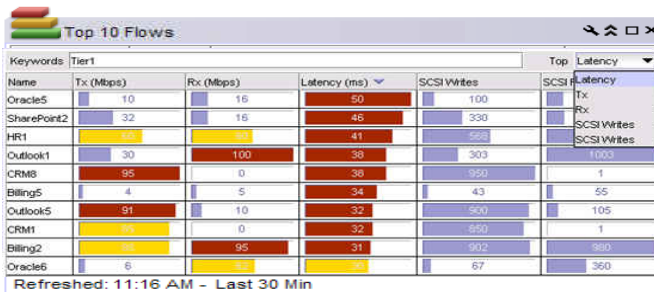 Top 10 Flows
Keywords Tier1 Top Latency
Name Tx (Mbps) Rx (Mbps) Latency (ms) SCSI Writes SCSI
Latency
Tx
Rx
SCSI Writes
SCSI Writes
Oracle5 10 16 50 100
SharePoint2 32 16 46 330
HR1 41 568
Outlook1 30 100 38 303 1003
CRM8 95 0 38 950 1
Billing5 4 5 34 43 55
Outlook5 91 10 32 900 105
CRM1 0 32 850 1
Billing2 95 31 902 980
Oracle6 6 67 360
Refreshed: 11:16 AM - Last 30 Min